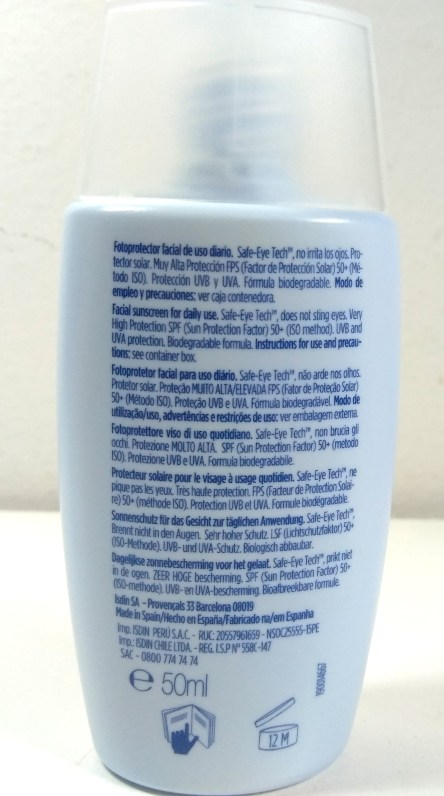 Fotoprotector facial de uso diario. Safe-Eye Tech™, no irrita los ojos. Pro-
tector solar. Muy Alta Protección FPS (Factor de Protección Solar) 50+ (Mé-
todo ISO). Protección UVB y UVA. Fórmula biodegradable. Modo de
empleo y precauciones: ver caja contenedora.
Facial sunscreen for daily use. Safe-Eye Tech™, does not sting eyes. Very
High Protection SPF (Sun Protection Factor) 50+ (ISO method). UVB and
UVA protection. Biodegradable formula. Instructions for use and precau-
tions: see container box.
Fotoprotetor facial para uso diário. Safe-Eye Tech™, não arde nos olhos.
Protetor solar. Proteção MUITO ALTA/ELEVADA FPS (Fator de Proteção Solar)
50+ (Método ISO). Proteção UVB e UVA. Fórmula biodegradável. Modo de
utilização/uso, advertências e restrições de uso: ver embalagem externa.
Fotoprotettore viso di uso quotidiano. Safe-Eye Tech™, non brucia gli
occhi. Protezione MOLTO ALTA. SPF (Sun Protection Factor) 50+ (metodo
ISO). Protezione UVB e UVA. Formula biodegradabile.
Protecteur solaire pour le visage à usage quotidien. Safe-Eye Tech™, ne
pique pas les yeux. Très haute protection. FPS (Facteur de Protection Solai-
re) 50+ (méthode ISO). Protection UVB et UVA. Formule biodégradable.
Sonnenschutz für das Gesicht zur täglichen Anwendung. Safe-Eye Tech™,
Brennt nicht in den Augen. Sehr hoher Schutz. LSF (Lichtschutzfaktor) 50+
(ISO-Methode). UVB- und UVA-Schutz. Biologisch abbaubar.
Dagelijkse zonnebescherming voor het gelaat. Safe-Eye Tech™, prikt niet
in de ogen. ZEER HOGE bescherming. SPF (Sun Protection Factor) 50+
(ISO-methode). UVB- en UVA-bescherming. Bioafbreekbare formule.
Isdin SA - Provençals 33 Barcelona 08019
Made in Spain/Hecho en España/Fabricado na/em Espanha
Imp. ISDIN PERÚ S.A.C. - RUC: 20557961659 - NSOC25555-15PE
Imp.: ISDIN CHILE LTDA. - REG. I.S.P Nº 558C-147
SAC - 0800 774 74 74
e 50ml
12 M